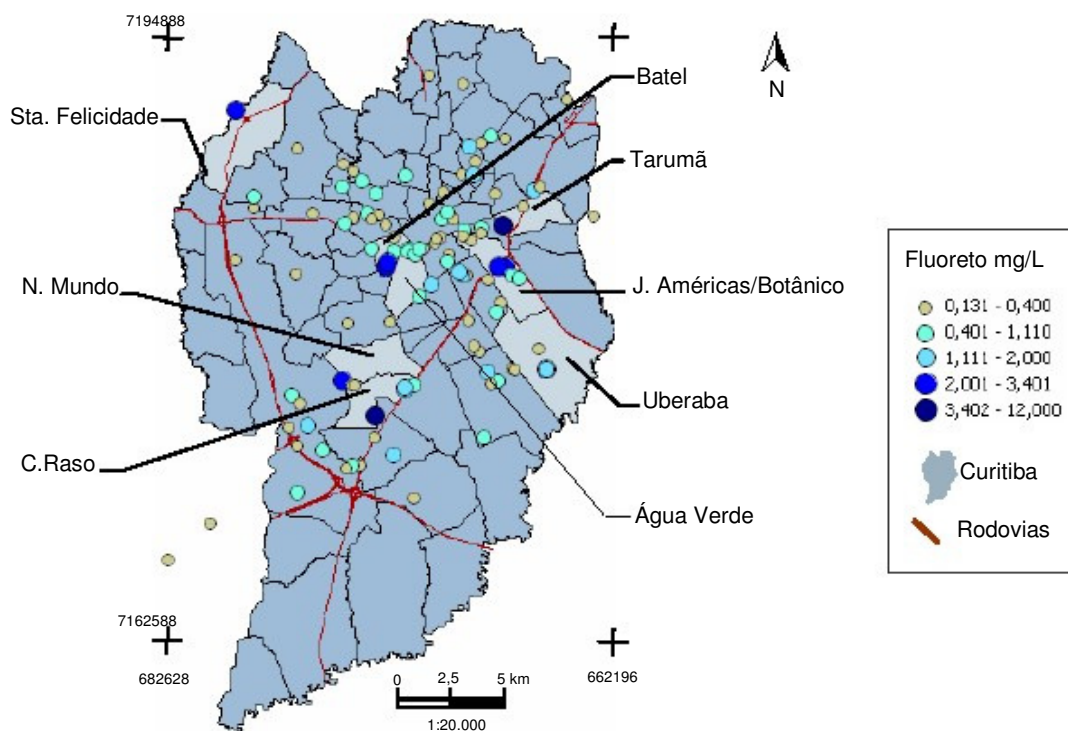 7194888
Batel
N
Sta. Felicidade
Tarumã
Fluoreto mg/L
N. Mundo
J. Américas/Botânico
0,131 - 0,400
0,401 - 1,110
1,111 - 2,000
2,001 - 3,401
3,402 - 12,000
Uberaba
C.Raso
Curitiba
Água Verde
Rodovias
7162588
682628
0 2,5 5 km
662196
1:20.000